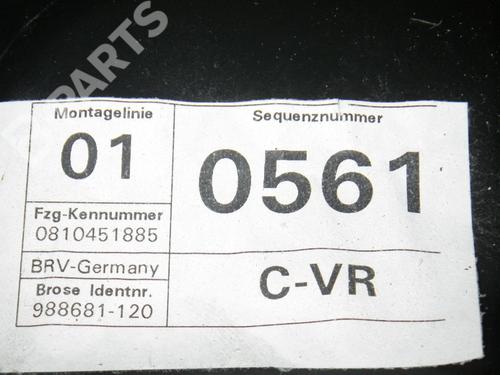 B-PARTS
Montagelinie
01
Sequenznummer
0561
Fzg-Kennummer
0810451885
BRV-Germany
Brose Identnr.
988681-120
C-VR